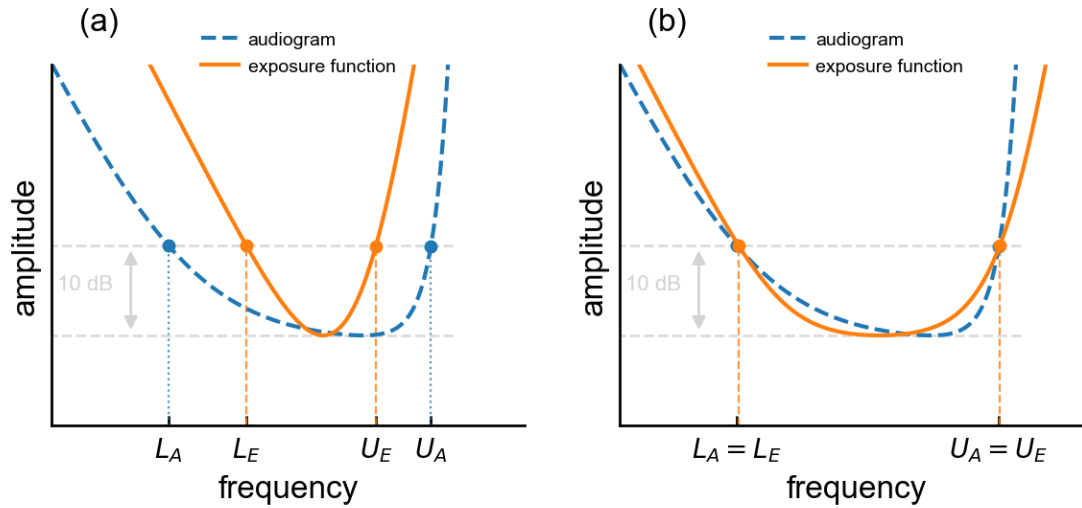 (a)
audiogram
exposure function
amplitude
10 dB
L_A L_E U_E U_A
frequency
(b)
audiogram
exposure function
amplitude
10 dB
L_A = L_E U_A = U_E
frequency